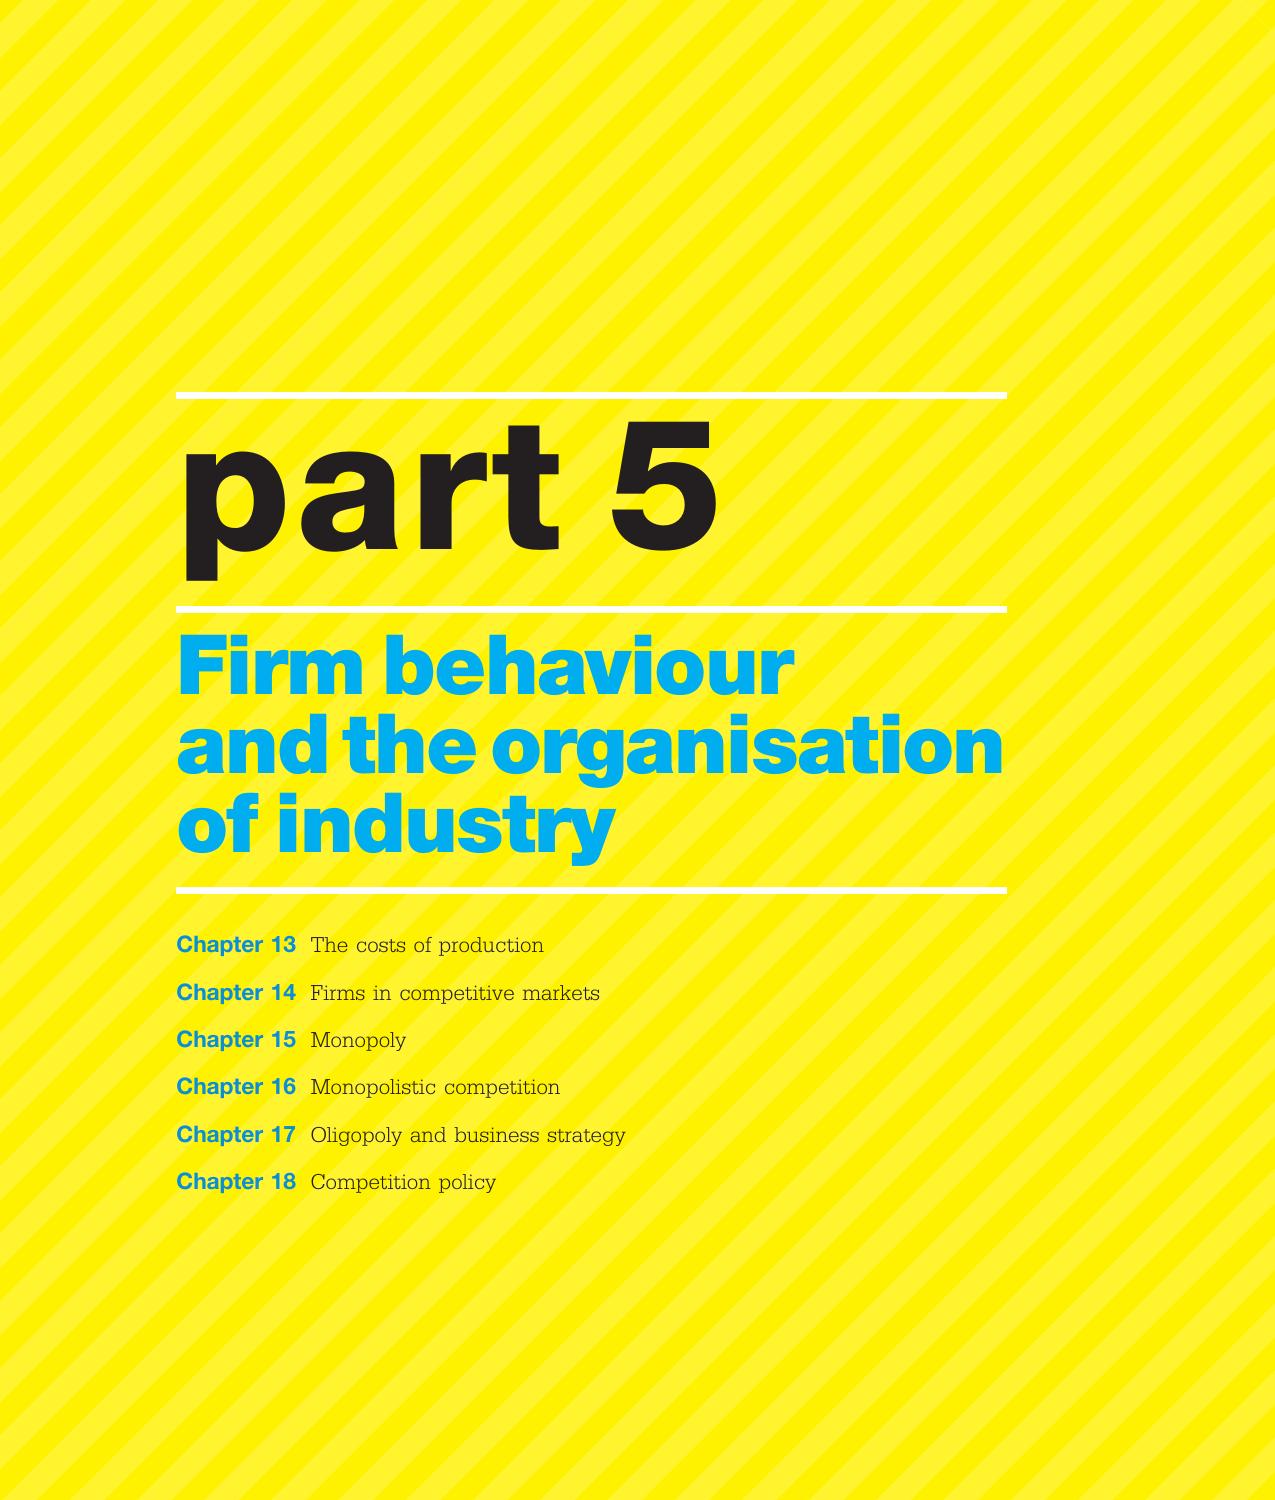 part 5
Firm behaviour
and the organisation
of industry
Chapter 13 The costs of production
Chapter 14 Firms in competitive markets
Chapter 15 Monopoly
Chapter 16 Monopolistic competition
Chapter 17 Oligopoly and business strategy
Chapter 18 Competition policy